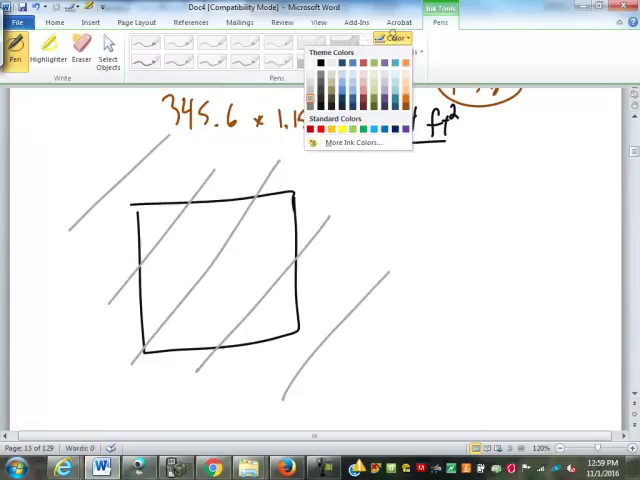 Doc4 [Compatibility Mode] - Microsoft Word
Ink Tools
File Home Insert Page Layout References Mailings Review View Add-Ins Acrobat Pens
Pen Highlighter Eraser Select Objects
Color
Write
Pens
Theme Colors
Standard Colors
More Ink Colors...
345.6 × 1.15
ft²
Page: 13 of 129 Words: 0
120%
12:59 PM
11/1/2016